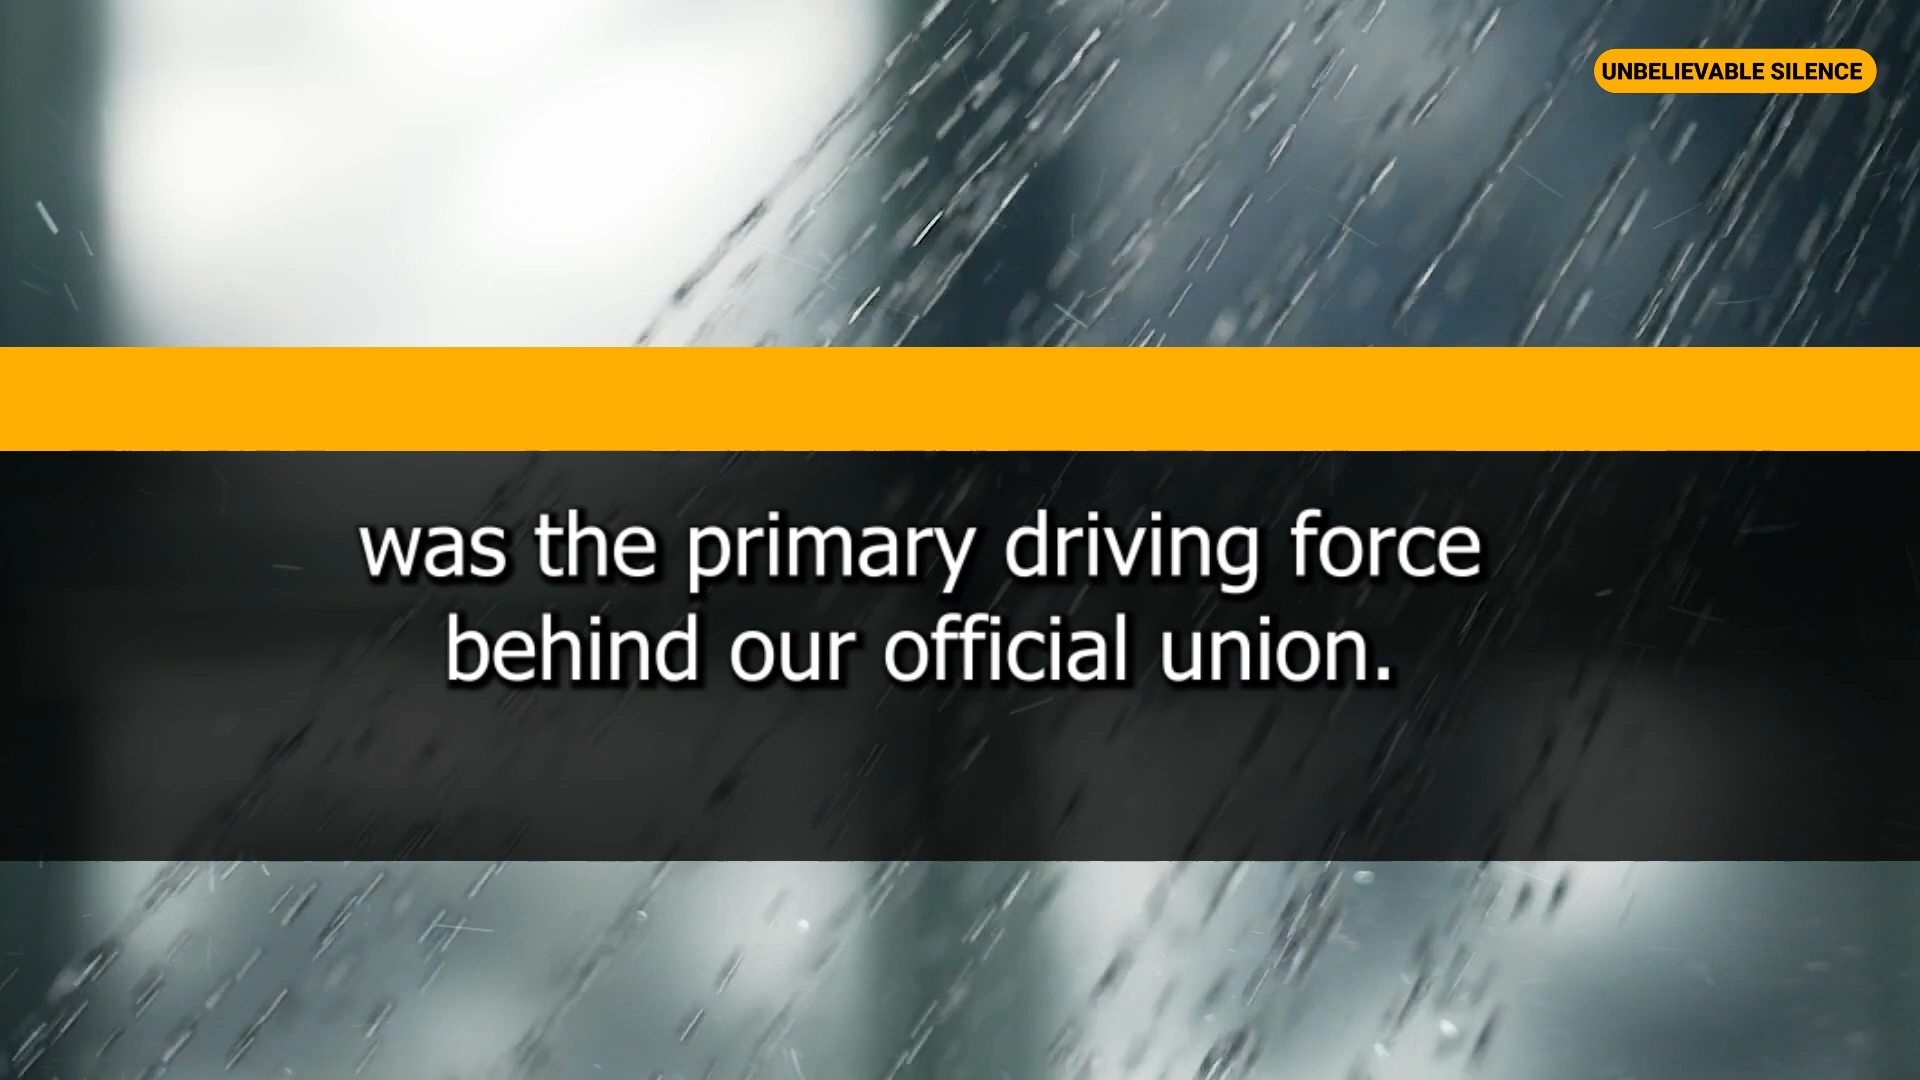 UNBELIEVABLE SILENCE
was the primary driving force
behind our official union.